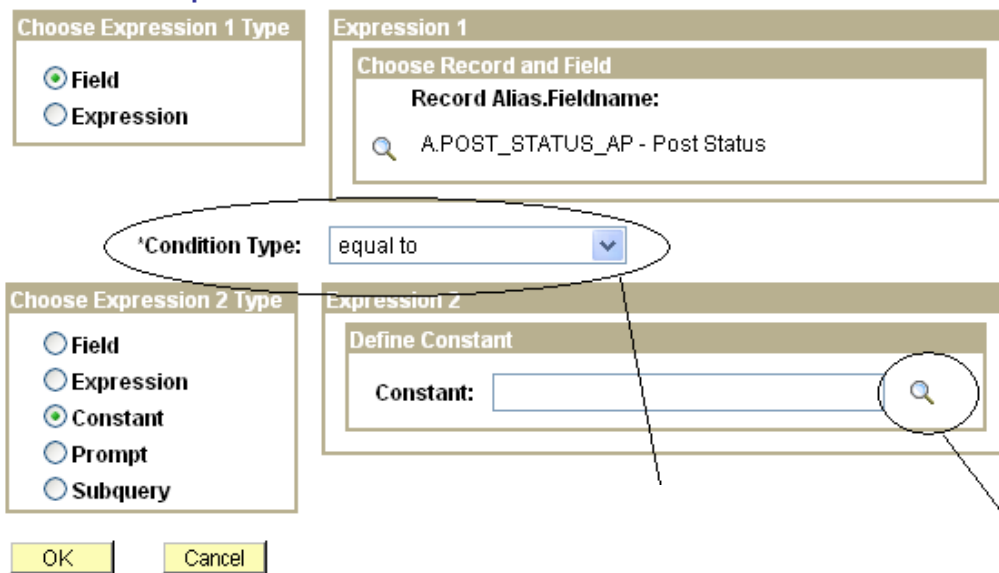 Choose Expression 1 Type
Field
Expression
Expression 1
Choose Record and Field
Record Alias.Fieldname:
A.POST_STATUS_AP - Post Status
*Condition Type: equal to
Choose Expression 2 Type
Field
Expression
Constant
Prompt
Subquery
Expression 2
Define Constant
Constant:
OK Cancel